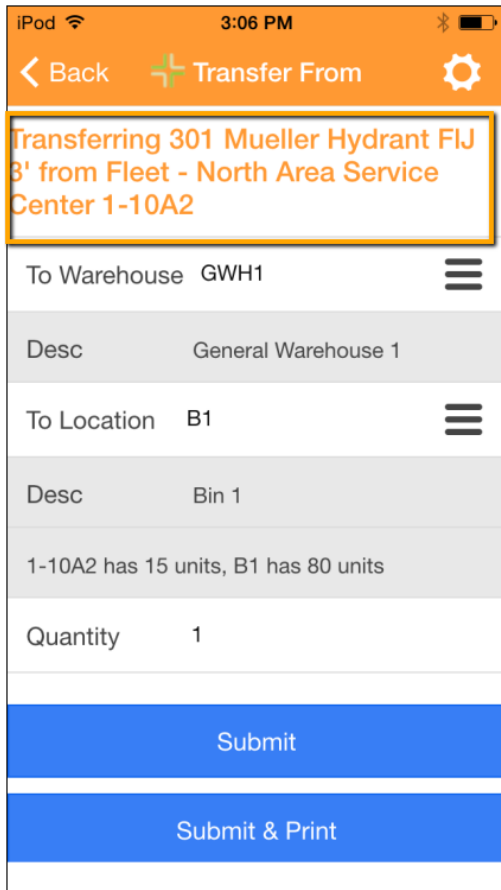 iPod 3:06 PM
Back Transfer From
Transferring 301 Mueller Hydrant FIJ
3' from Fleet - North Area Service
Center 1-10A2
To Warehouse GWH1
Desc General Warehouse 1
To Location B1
Desc Bin 1
1-10A2 has 15 units, B1 has 80 units
Quantity 1
Submit
Submit & Print